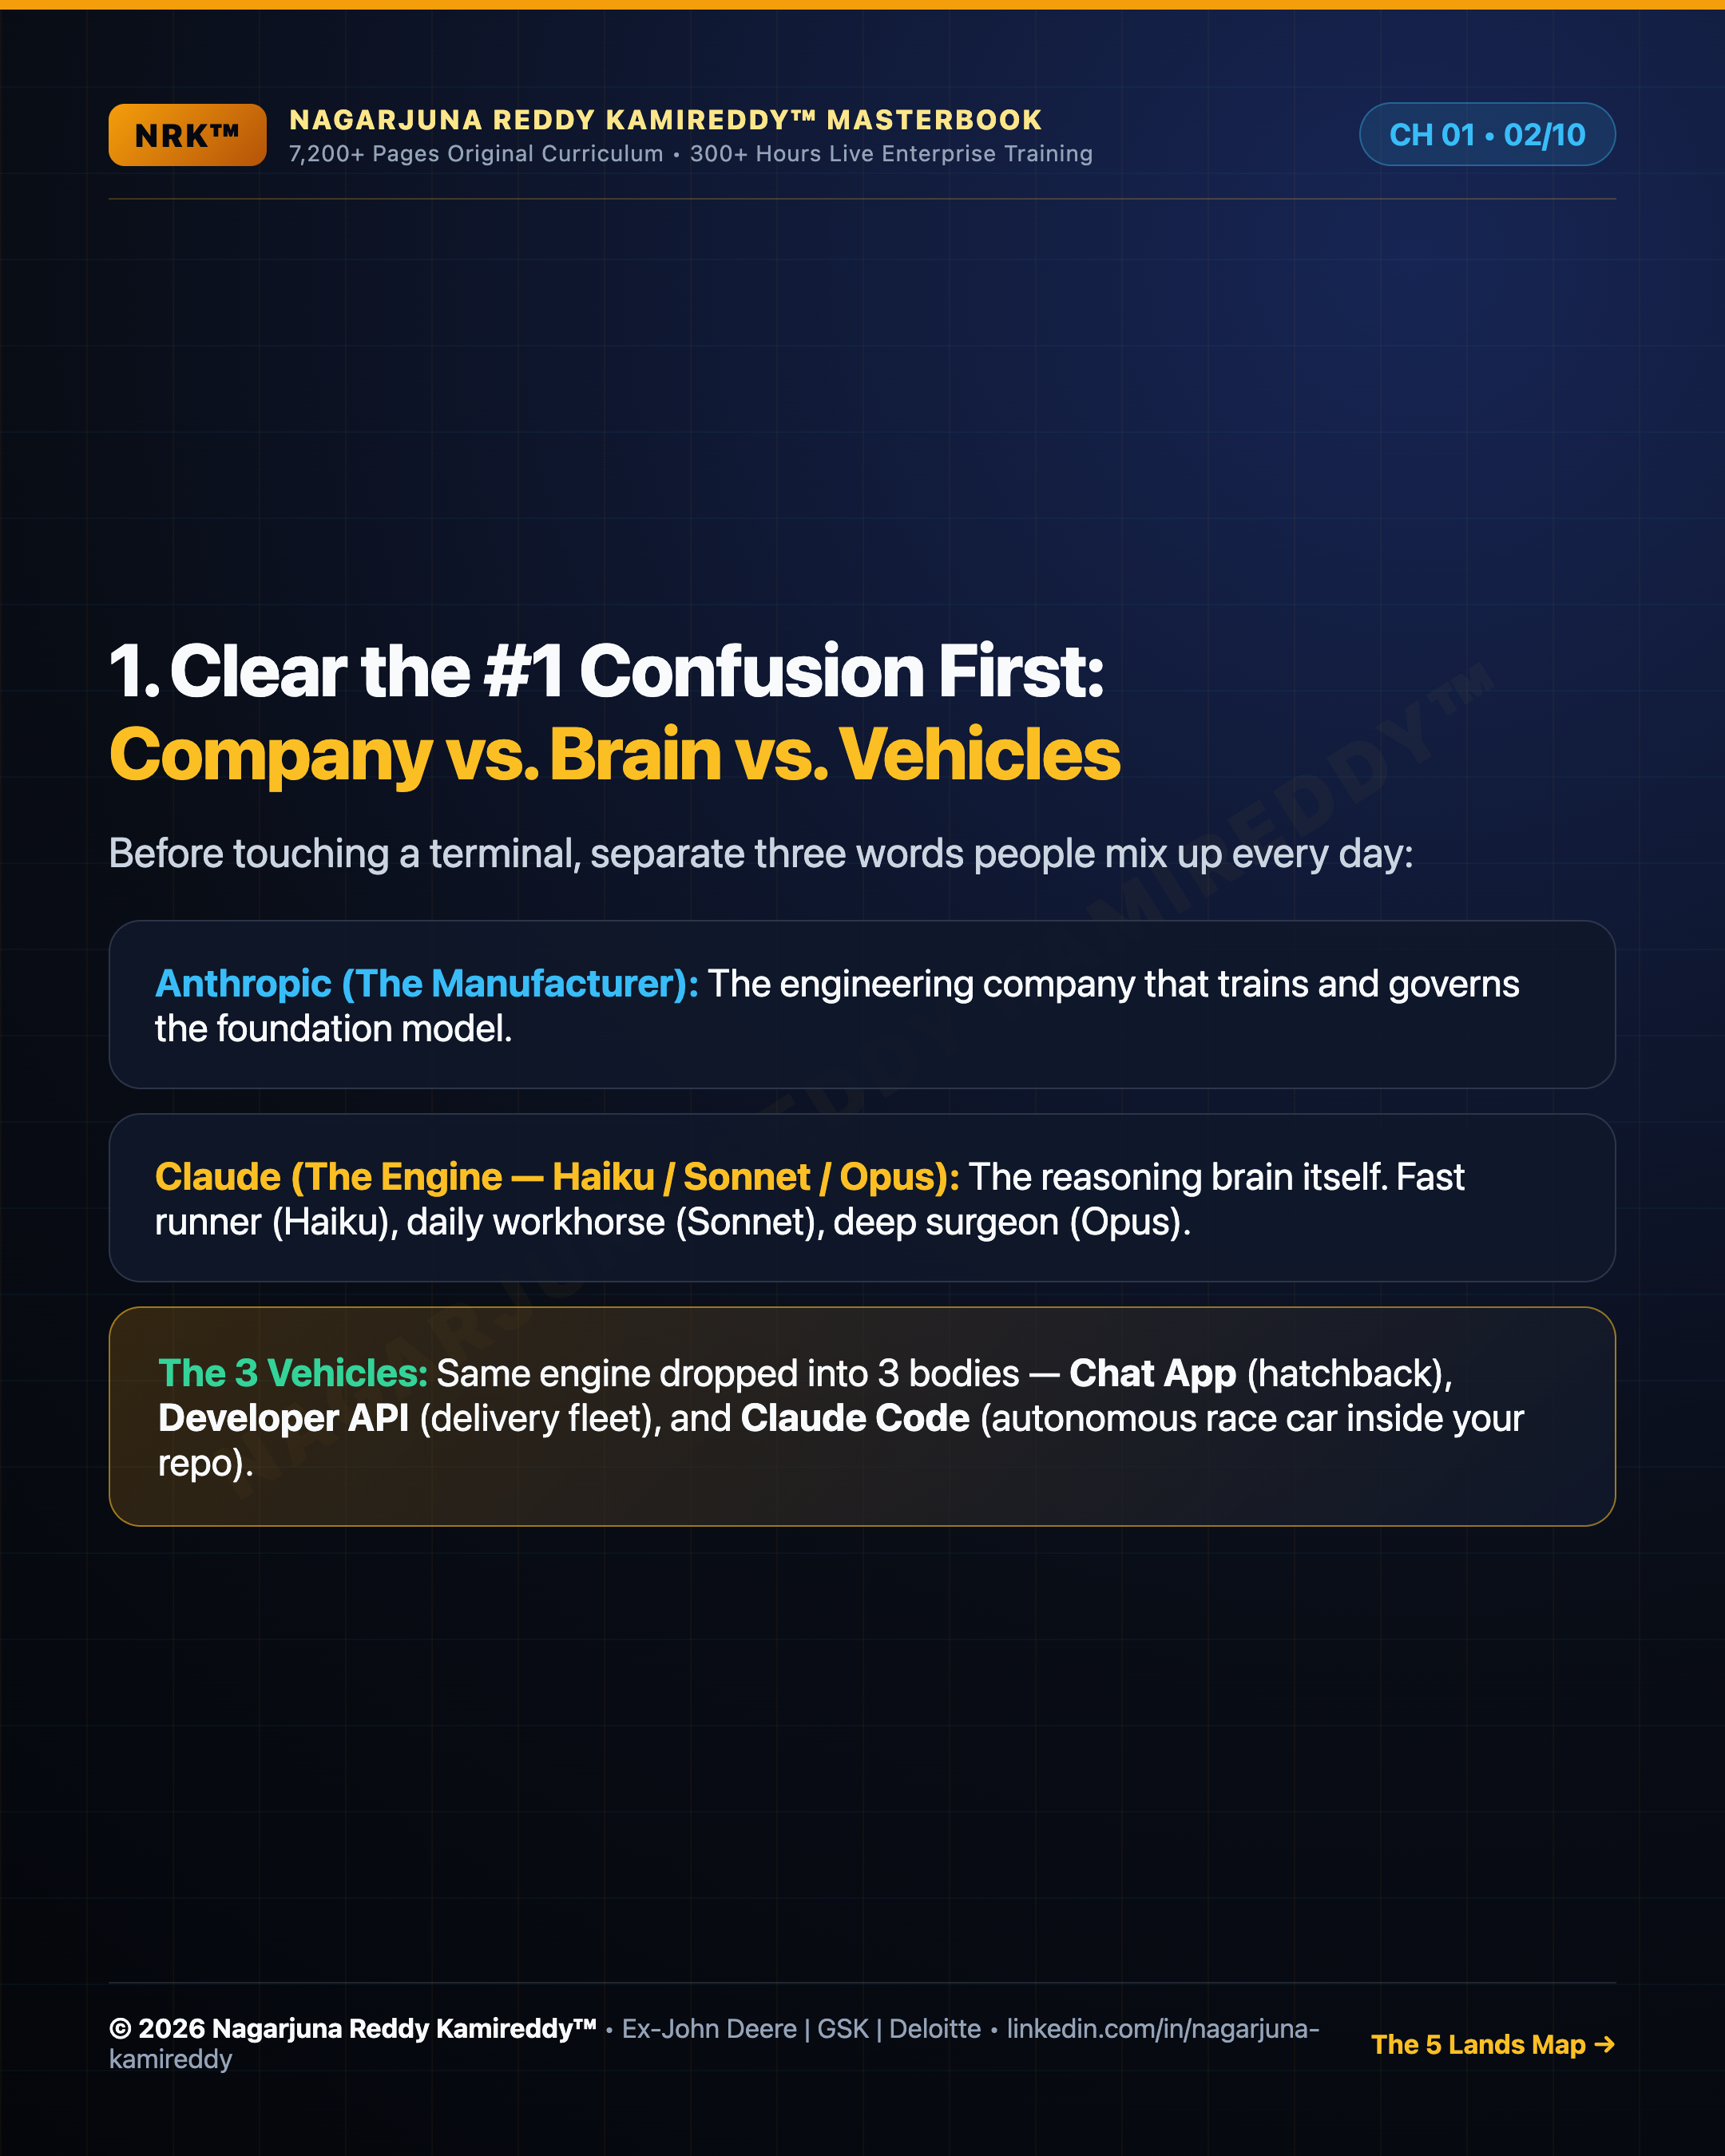 NRK™
NAGARJUNA REDDY KAMIREDDY™ MASTERBOOK
7,200+ Pages Original Curriculum • 300+ Hours Live Enterprise Training
CH 01 • 02/10
1. Clear the #1 Confusion First:
Company vs. Brain vs. Vehicles
Before touching a terminal, separate three words people mix up every day:
Anthropic (The Manufacturer): The engineering company that trains and governs
the foundation model.
Claude (The Engine — Haiku / Sonnet / Opus): The reasoning brain itself. Fast
runner (Haiku), daily workhorse (Sonnet), deep surgeon (Opus).
The 3 Vehicles: Same engine dropped into 3 bodies — Chat App (hatchback),
Developer API (delivery fleet), and Claude Code (autonomous race car inside your
repo).
© 2026 Nagarjuna Reddy Kamireddy™ • Ex-John Deere | GSK | Deloitte • linkedin.com/in/nagarjuna-
kamireddy
The 5 Lands Map →